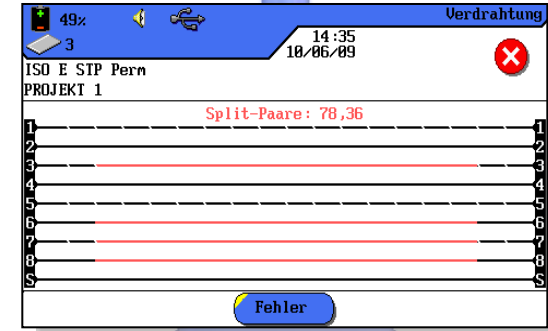 49% Verdrahtung
3 14:35
10/06/09
ISO E STP Perm
PROJEKT 1
Split-Paare: 78,36
1 1
2 2
3 3
4 4
5 5
6 6
7 7
8 8
S S
Fehler